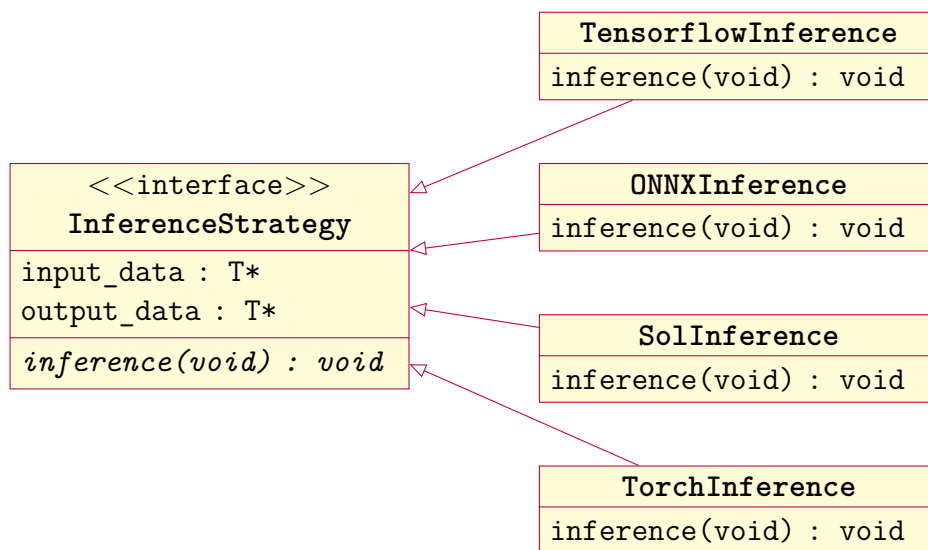 <<interface>>
InferenceStrategy
input_data : T*
output_data : T*
inference(void) : void
TensorflowInference
inference(void) : void
ONNXInference
inference(void) : void
SolInference
inference(void) : void
TorchInference
inference(void) : void